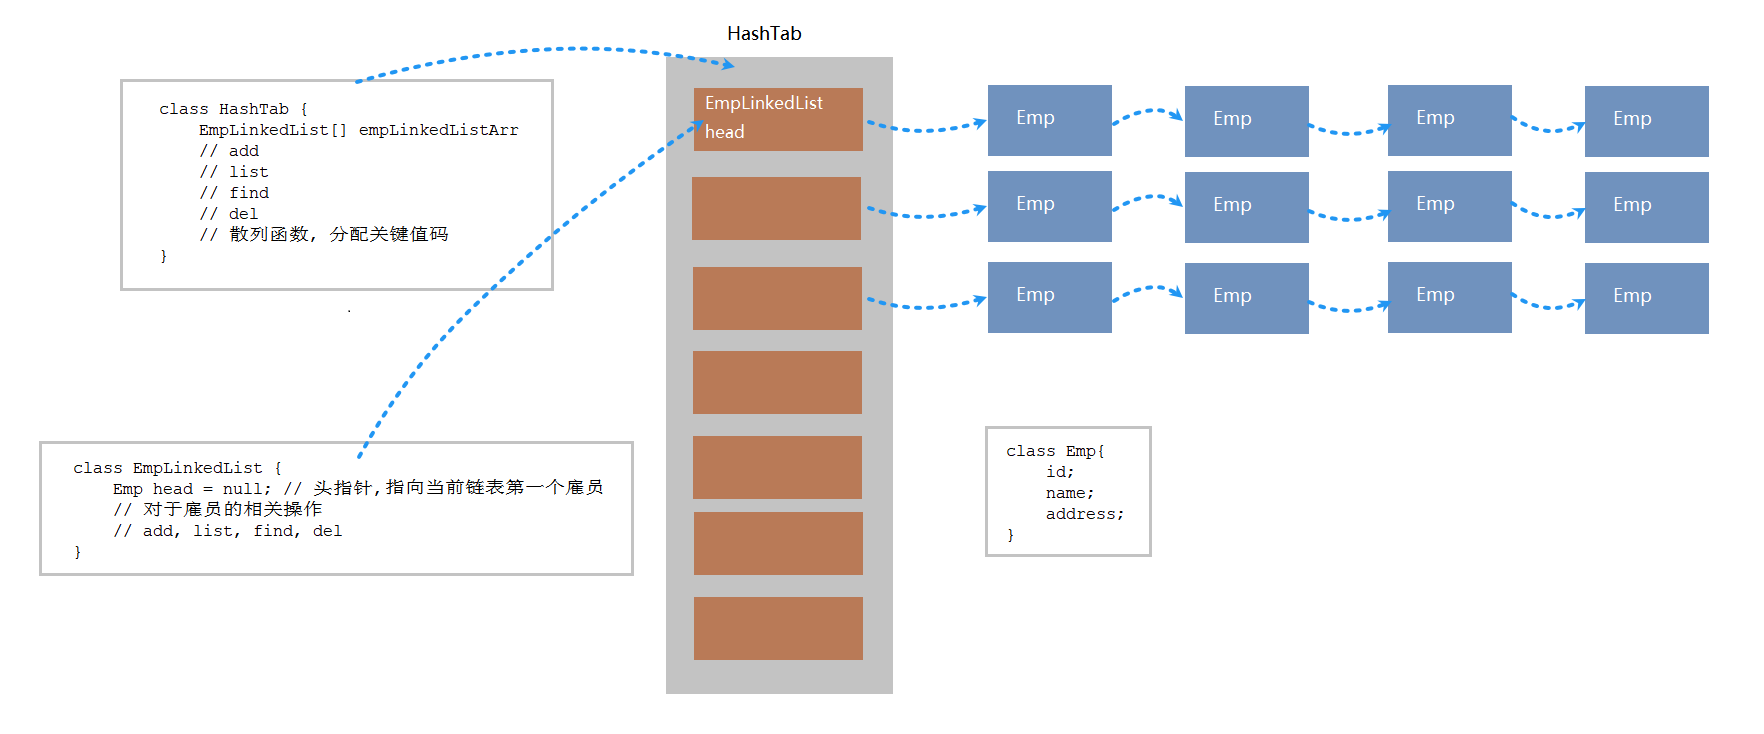 HashTab
class HashTab {
EmpLinkedList[] empLinkedListArr
// add
// list
// find
// del
// 散列函数, 分配关键值码
}
.
EmpLinkedList
head
Emp
Emp
Emp
Emp
Emp
Emp
Emp
Emp
Emp
Emp
Emp
Emp
class EmpLinkedList {
Emp head = null; // 头指针,指向当前链表第一个雇员
// 对于雇员的相关操作
// add, list, find, del
}
class Emp{
id;
name;
address;
}